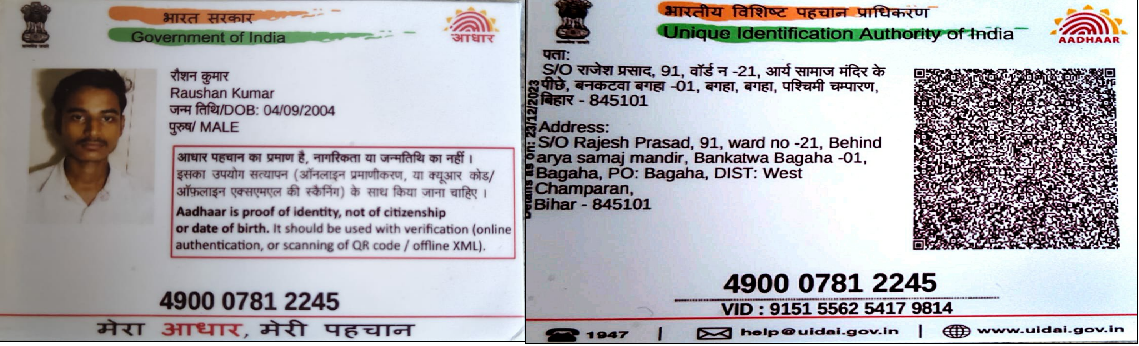 भारत सरकार
Government of India
आधार
रौशन कुमार
Raushan Kumar
जन्म तिथि/DOB: 04/09/2004
पुरुष/ MALE
आधार पहचान का प्रमाण है, नागरिकता या जन्मतिथि का नहीं ।
इसका उपयोग सत्यापन (ऑनलाइन प्रमाणीकरण, या क्यूआर कोड/
ऑफ़लाइन एक्सएमएल की स्कैनिंग) के साथ किया जाना चाहिए ।
Aadhaar is proof of identity, not of citizenship
or date of birth. It should be used with verification (online
authentication, or scanning of QR code / offline XML).
4900 0781 2245
मेरा आधार, मेरी पहचान
भारतीय विशिष्ट पहचान प्राधिकरण
Unique Identification Authority of India
AADHAAR
Details as on: 23/12/2023
पता:
S/O राजेश प्रसाद, 91, वॉर्ड न -21, आर्य सामाज मंदिर के
पीछे, बनकटवा बगहा -01, बगहा, बगहा, पश्चिमी चम्पारण,
बिहार - 845101
Address:
S/O Rajesh Prasad, 91, ward no -21, Behind
arya samaj mandir, Bankatwa Bagaha -01,
Bagaha, PO: Bagaha, DIST: West
Champaran,
Bihar - 845101
4900 0781 2245
VID : 9151 5562 5417 9814
1947 | help@uidai.gov.in | www.uidai.gov.in